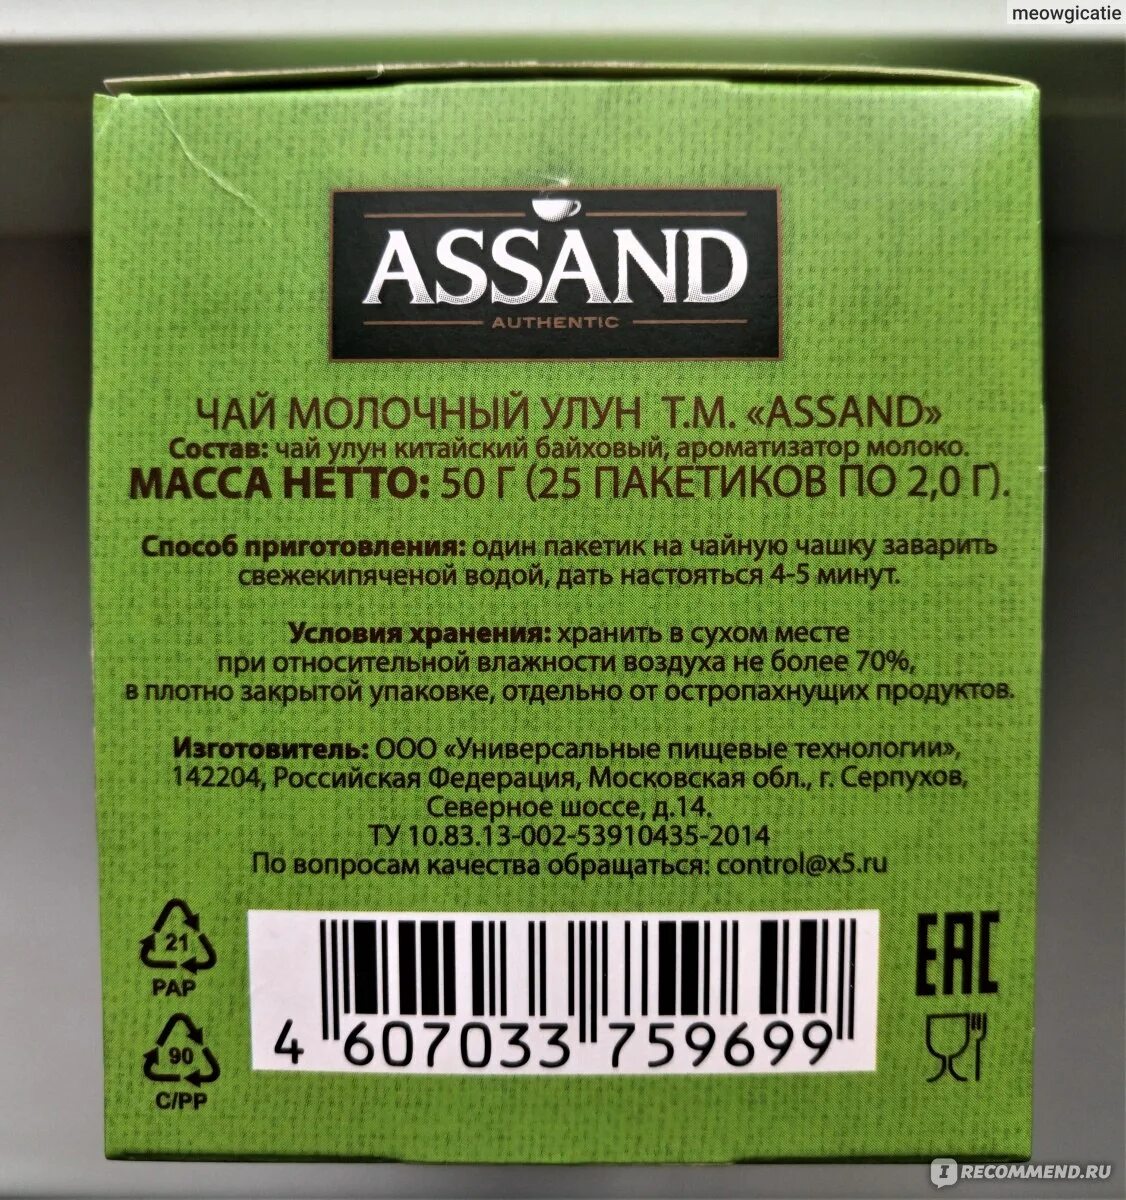 meowgicatie
ASSAND
AUTHENTIC
ЧАЙ МОЛОЧНЫЙ УЛУН Т.М. «ASSAND»
Состав: чай улун китайский байховый, ароматизатор молоко.
МАССА НЕТТО: 50 Г (25 ПАКЕТИКОВ ПО 2,0 Г).
Способ приготовления: один пакетик на чайную чашку заварить
свежекипяченой водой, дать настояться 4-5 минут.
Условия хранения: хранить в сухом месте
при относительной влажности воздуха не более 70%,
в плотно закрытой упаковке, отдельно от остропахнущих продуктов.
Изготовитель: ООО «Универсальные пищевые технологии»,
142204, Российская Федерация, Московская обл., г. Серпухов,
Северное шоссе, д.14.
ТУ 10.83.13-002-53910435-2014
По вопросам качества обращаться: control@x5.ru
21
PAP
90
C/PP
4 607033 759699
EAC
IRECOMMEND.RU